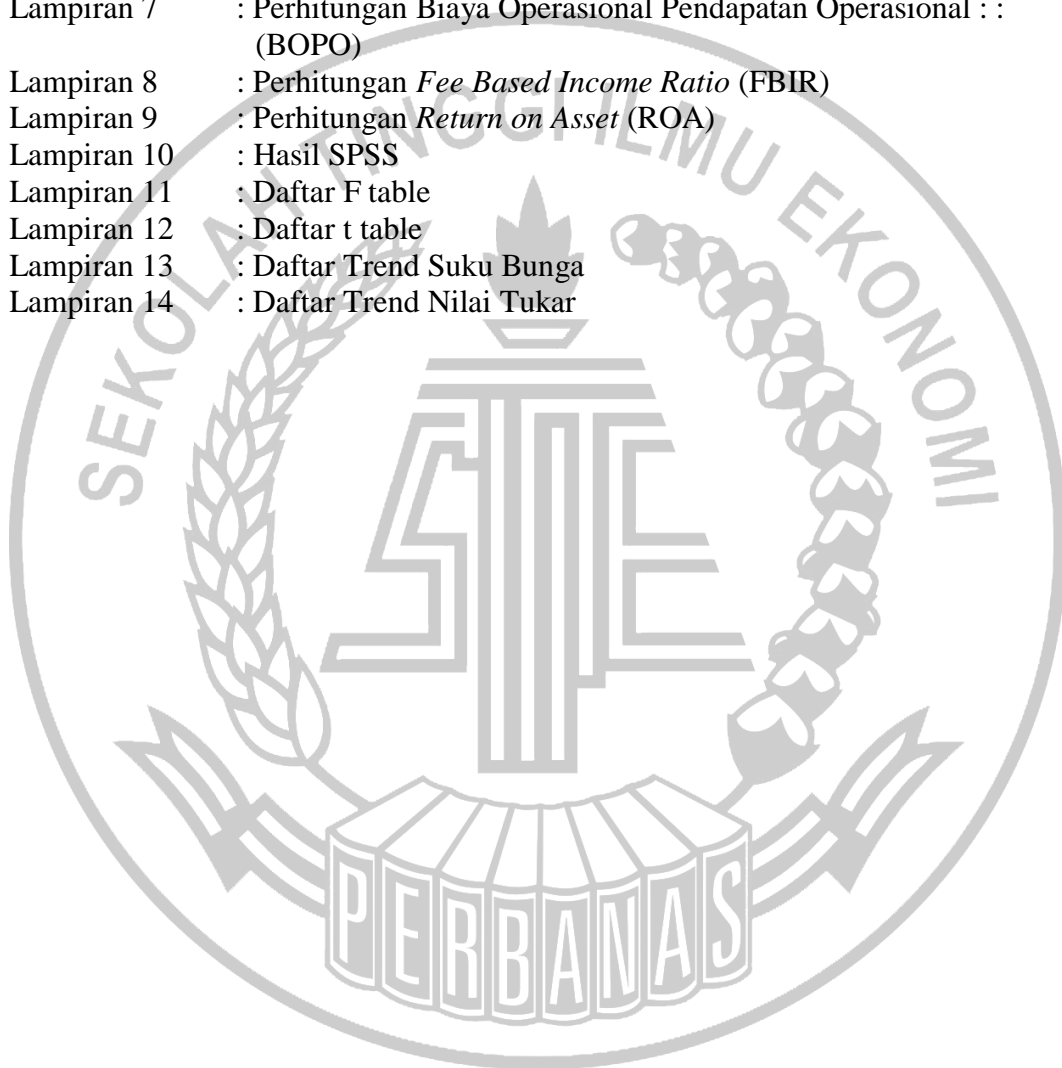 Lampiran 7 : Perhitungan Biaya Operasional Pendapatan Operasional : :
(BOPO)
Lampiran 8 : Perhitungan Fee Based Income Ratio (FBIR)
Lampiran 9 : Perhitungan Return on Asset (ROA)
Lampiran 10 : Hasil SPSS
Lampiran 11 : Daftar F table
Lampiran 12 : Daftar t table
Lampiran 13 : Daftar Trend Suku Bunga
Lampiran 14 : Daftar Trend Nilai Tukar
SEKOLAH TINGGI ILMU EKONOMI
STIE
PERBANAS